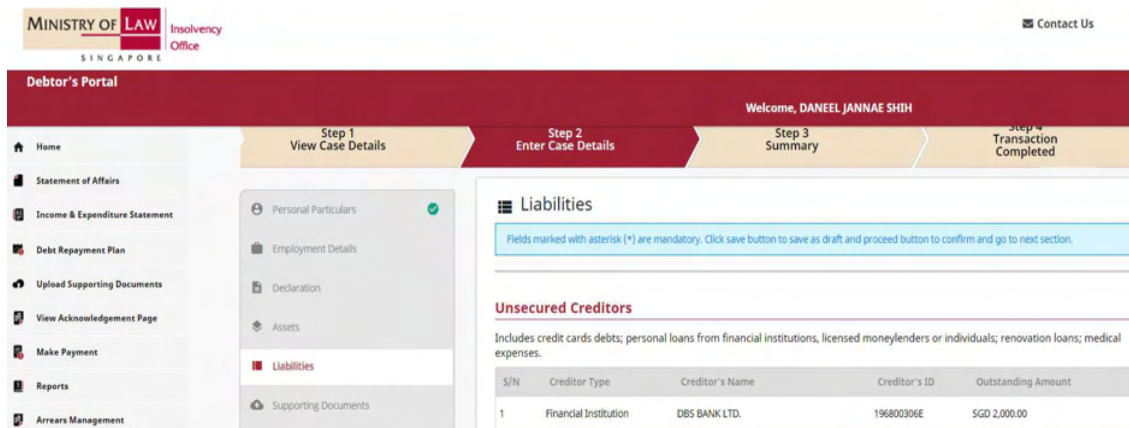 MINISTRY OF LAW
Insolvency
Office
SINGAPORE
Contact Us
Debtor's Portal
Welcome, DANEEL JANNAE SHIH
Step 1
View Case Details
Step 2
Enter Case Details
Step 3
Summary
Step 4
Transaction
Completed
Home
Statement of Affairs
Income & Expenditure Statement
Debt Repayment Plan
Upload Supporting Documents
View Acknowledgement Page
Make Payment
Reports
Arrears Management
Personal Particulars
Employment Details
Declaration
Assets
Liabilities
Supporting Documents
Liabilities
Fields marked with asterisk (*) are mandatory. Click save button to save as draft and proceed button to confirm and go to next section.
Unsecured Creditors
Includes credit cards debts; personal loans from financial institutions, licensed moneylenders or individuals; renovation loans; medical
expenses.
S/N Creditor Type Creditor's Name Creditor's ID Outstanding Amount
1 Financial Institution DBS BANK LTD. 196800306E SGD 2,000.00